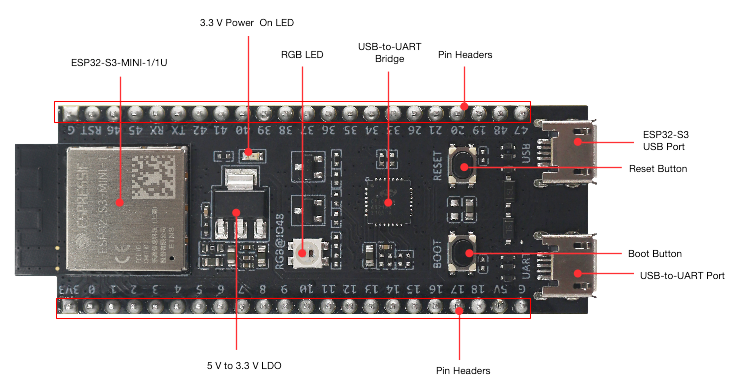 3.3 V Power On LED
RGB LED
USB-to-UART
Bridge
Pin Headers
ESP32-S3-MINI-1/1U
G RST 46 45 RX TX 42 41 40 39 38 37 36 35 34 33 26 21 20 19 48 47
ESP32-S3
USB Port
RESET
USB
Reset Button
ESPRESSIF
ESP32-S3-MINI-1
RGB@IO48
BOOT
UART
Boot Button
USB-to-UART Port
3V3 0 1 2 3 4 5 6 7 8 9 10 11 12 13 14 15 16 17 18 5V G
5 V to 3.3 V LDO
Pin Headers